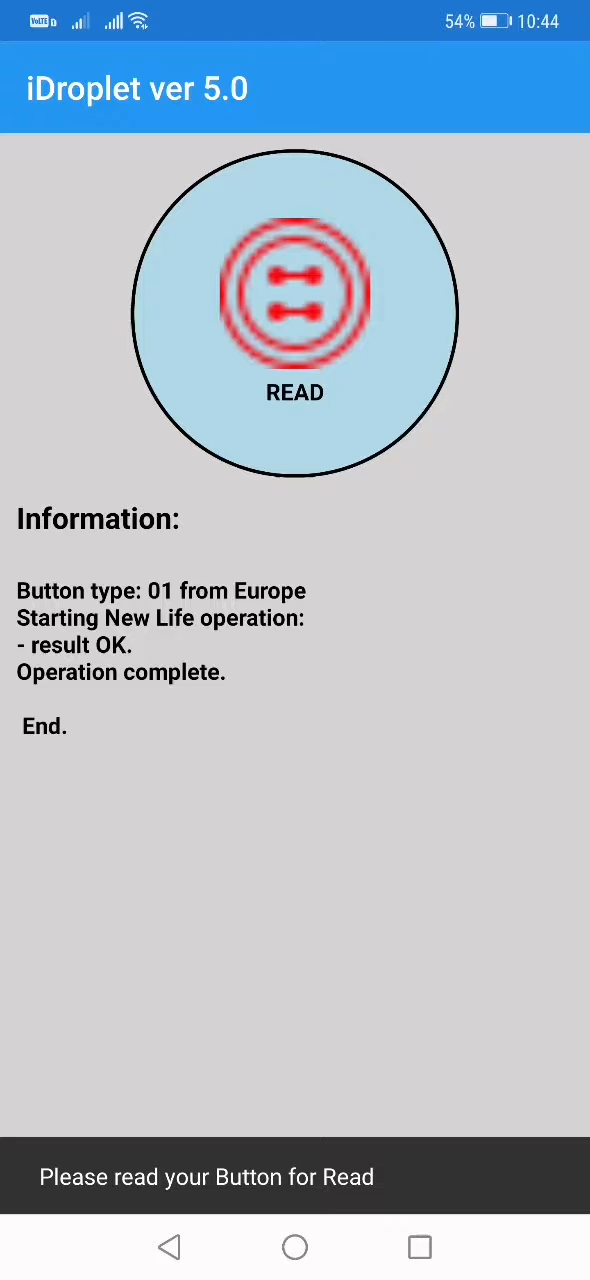 54% 10:44
iDroplet ver 5.0
READ
Information:
Button type: 01 from Europe
Starting New Life operation:
- result OK.
Operation complete.
End.
Please read your Button for Read